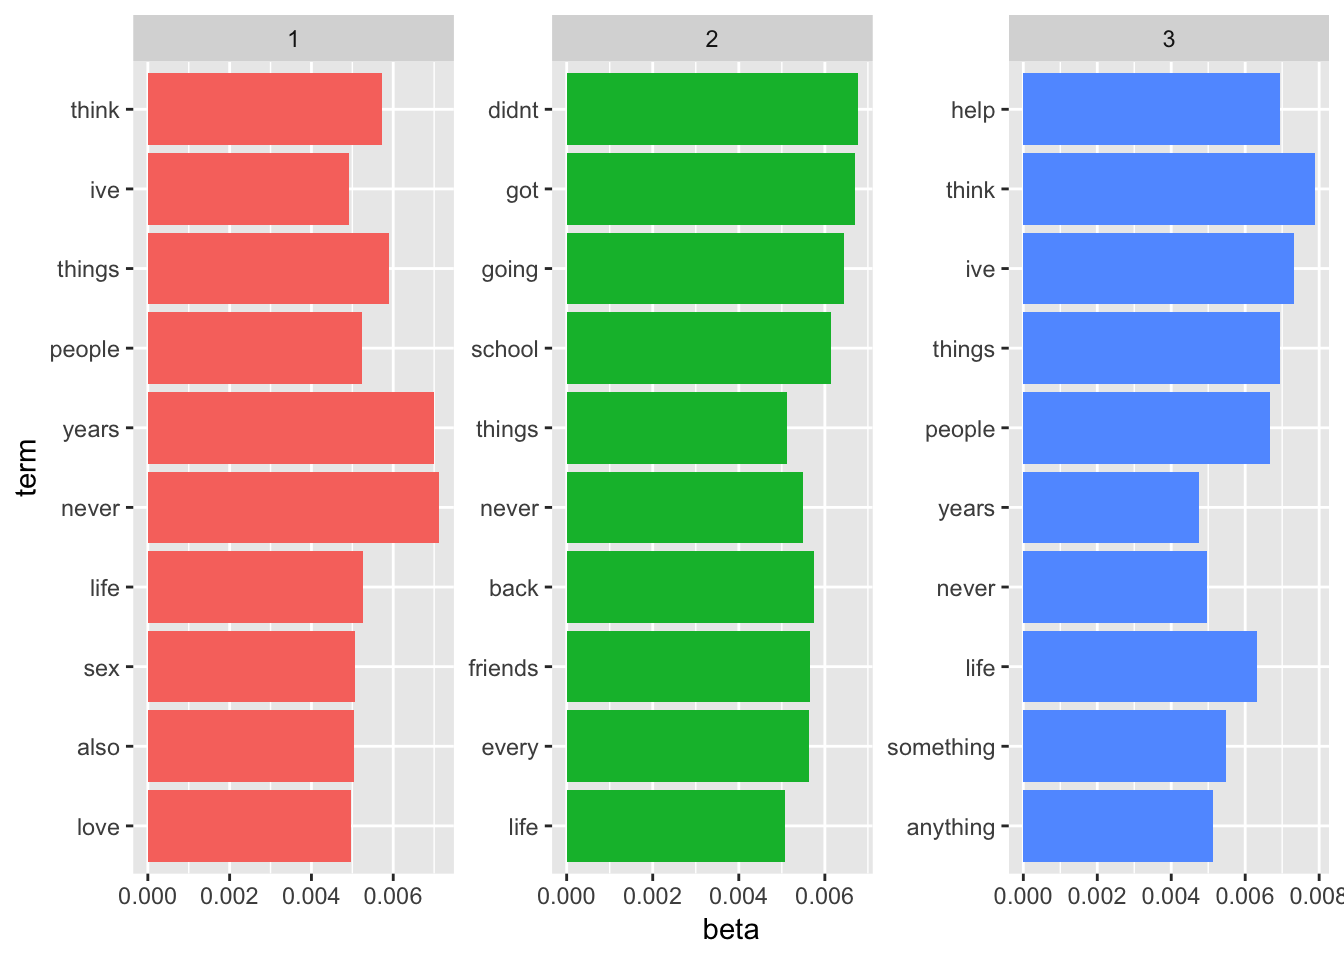 1
2
3
term
think
ive
things
people
years
never
life
sex
also
love
didnt
got
going
school
things
never
back
friends
every
life
help
think
ive
things
people
years
never
life
something
anything
0.000 0.002 0.004 0.006
0.000 0.002 0.004 0.006
0.000 0.002 0.004 0.006 0.008
beta